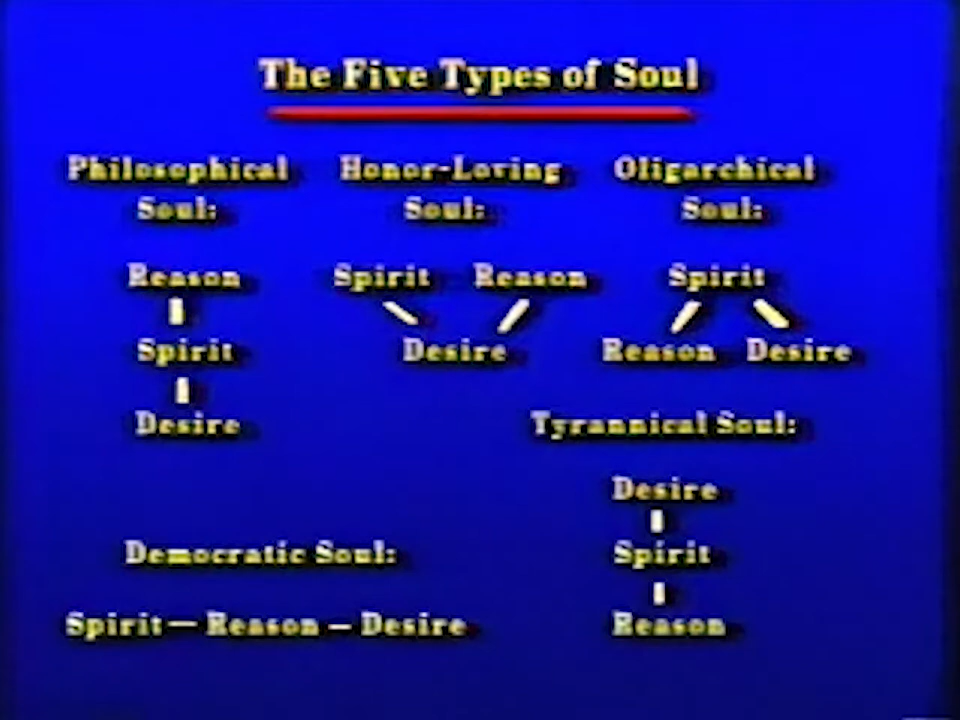 The Five Types of Soul
Philosophical Soul:
Reason
Spirit
Desire
Honor-Loving Soul:
Spirit Reason
Desire
Oligarchical Soul:
Spirit
Reason Desire
Democratic Soul:
Spirit — Reason – Desire
Tyrannical Soul:
Desire
Spirit
Reason